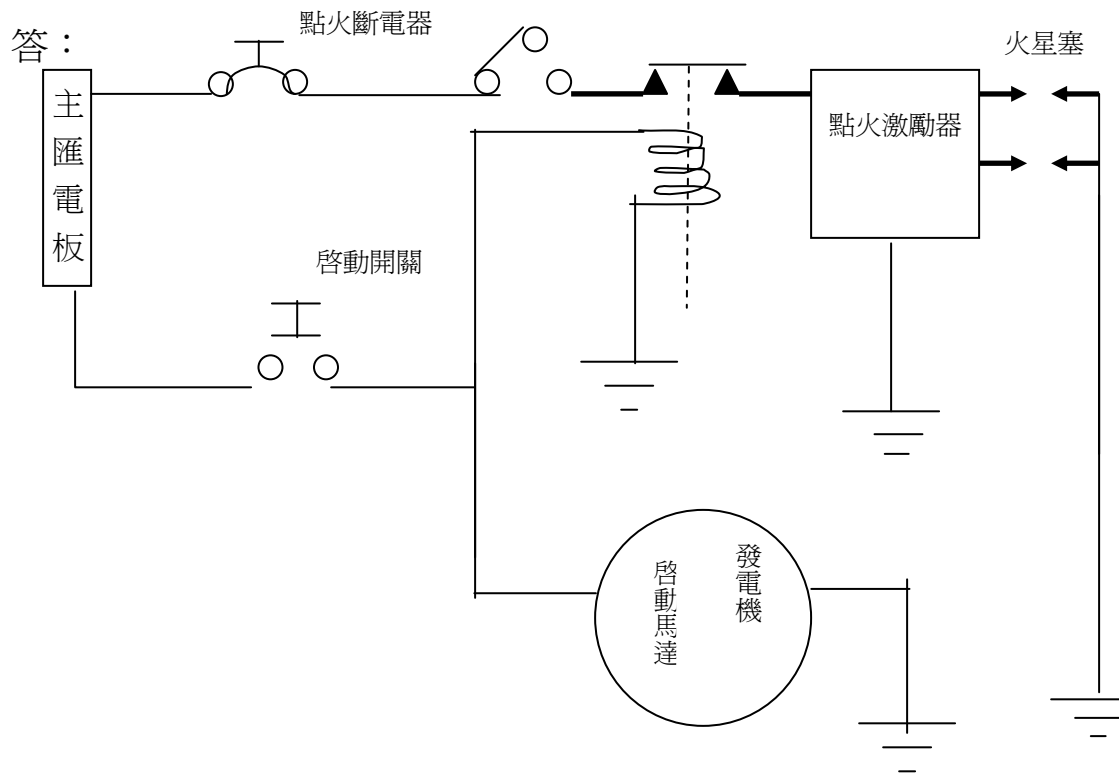 點火斷電器
答：
火星塞
主匯電板
點火激勵器
啓動開關
發電機
啓動馬達